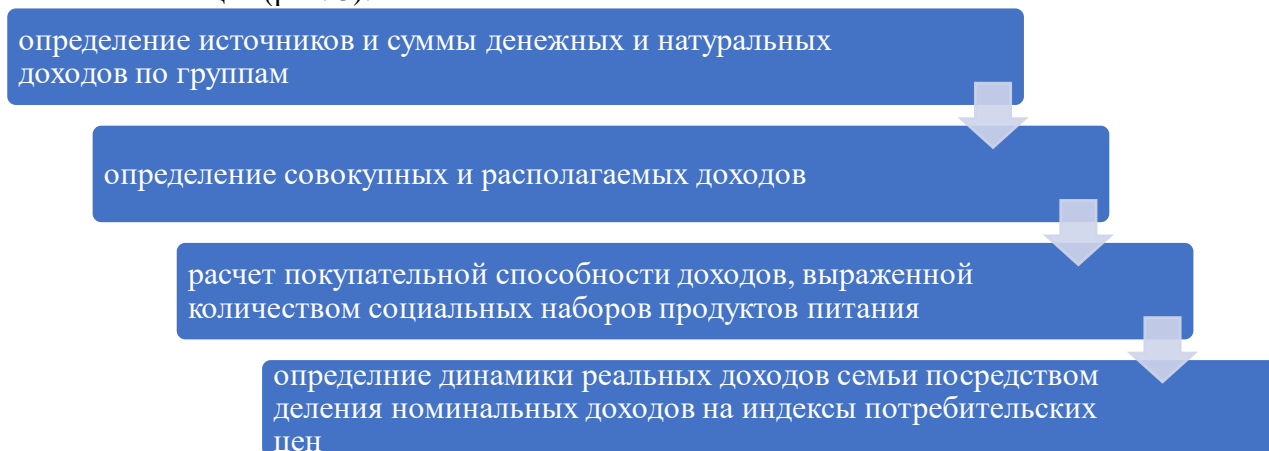 определение источников и суммы денежных и натуральных
доходов по группам
определение совокупных и располагаемых доходов
расчет покупательной способности доходов, выраженной
количеством социальных наборов продуктов питания
определние динамики реальных доходов семьи посредством
деления номинальных доходов на индексы потребительских
цен